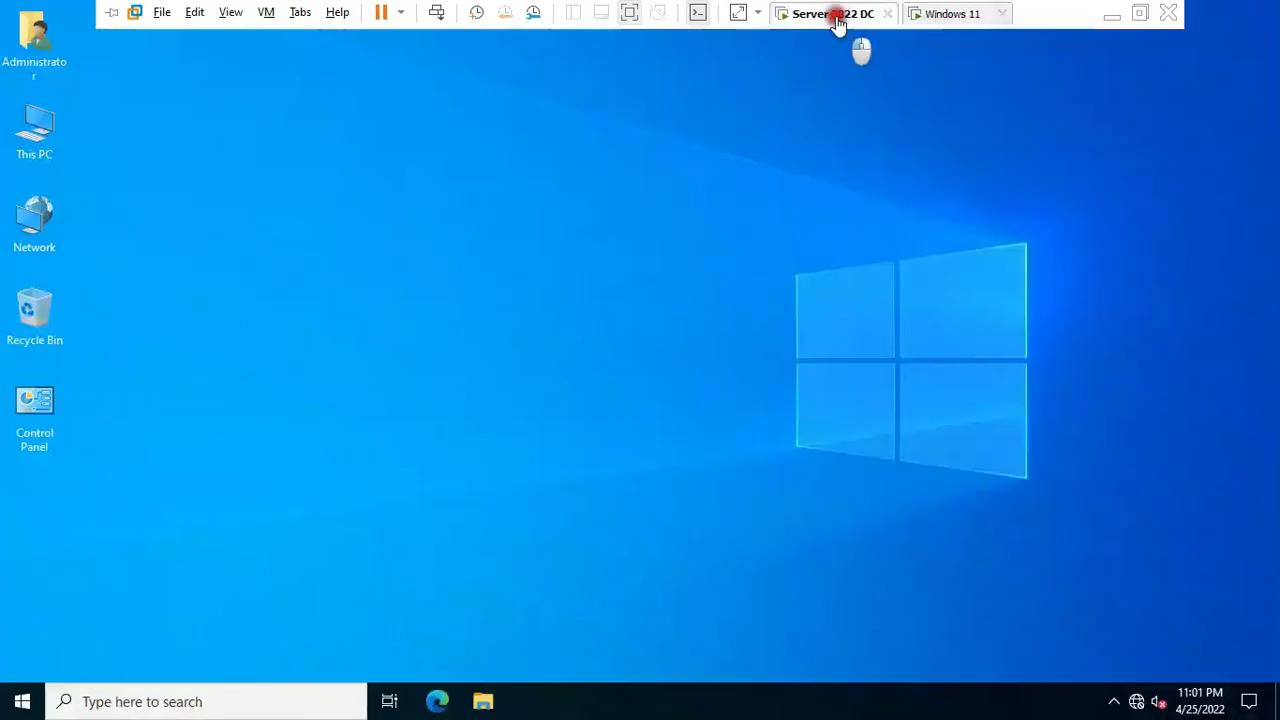 File Edit View VM Tabs Help
Windows 11
Administrato
r
This PC
Network
Recycle Bin
Control
Panel
Type here to search
11:01 PM
4/25/2022